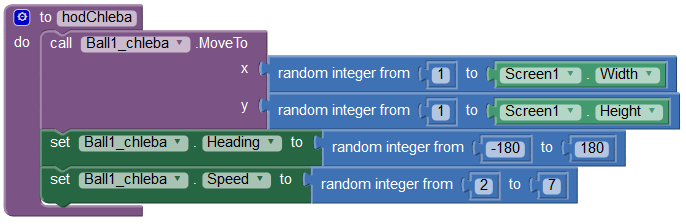 to hodChleba
do call Ball1_chleba .MoveTo
x random integer from 1 to Screen1 . Width
y random integer from 1 to Screen1 . Height
set Ball1_chleba . Heading to random integer from -180 to 180
set Ball1_chleba . Speed to random integer from 2 to 7